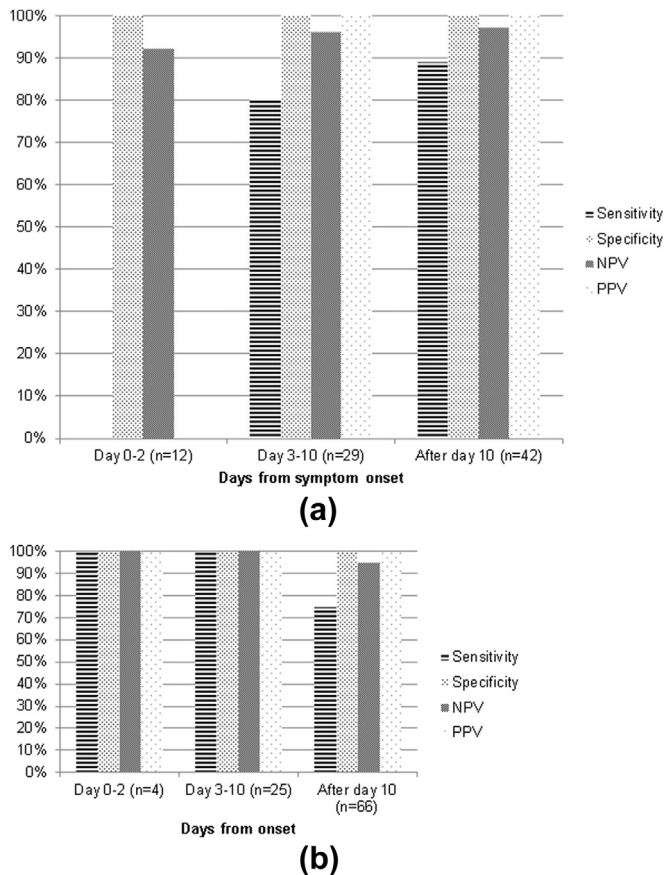 100%
90%
80%
70%
60%
50%
40%
30%
20%
10%
0%
Sensitivity
Specificity
NPV
PPV
Day 0-2 (n=12) Day 3-10 (n=29) After day 10 (n=42)
Days from symptom onset
(a)
100%
90%
80%
70%
60%
50%
40%
30%
20%
10%
0%
Sensitivity
Specificity
NPV
PPV
Day 0-2 (n=4) Day 3-10 (n=25) After day 10
(n=66)
Days from onset
(b)